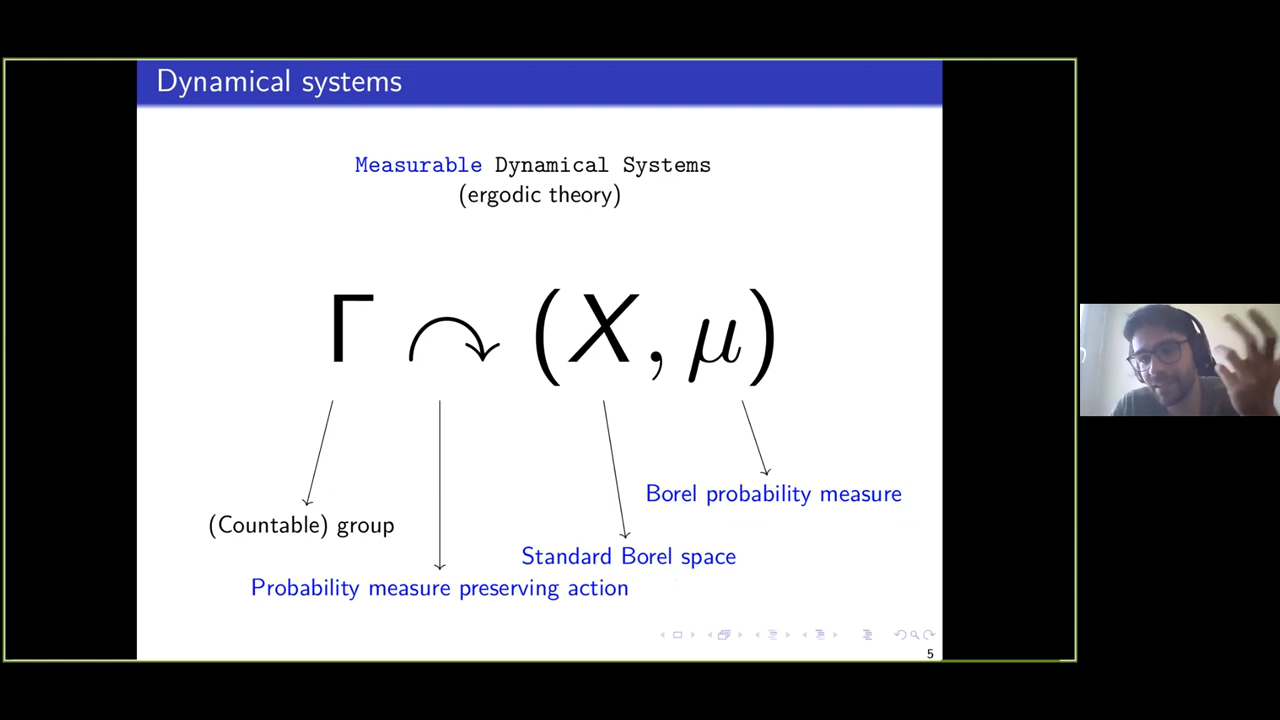 Dynamical systems
Measurable Dynamical Systems
(ergodic theory)
Γ ↷ (X, μ)
Borel probability measure
(Countable) group
Standard Borel space
Probability measure preserving action
5